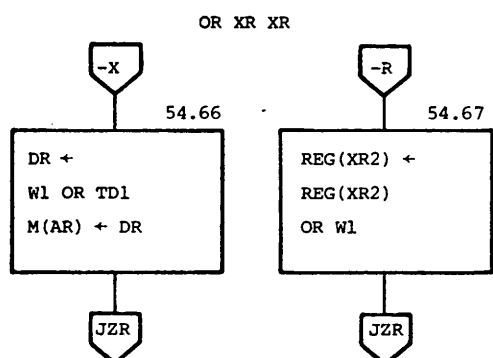 OR XR XR
-X
54.66
DR ←
W1 OR TD1
M(AR) ← DR
JZR
-R
54.67
REG(XR2) ←
REG(XR2)
OR W1
JZR